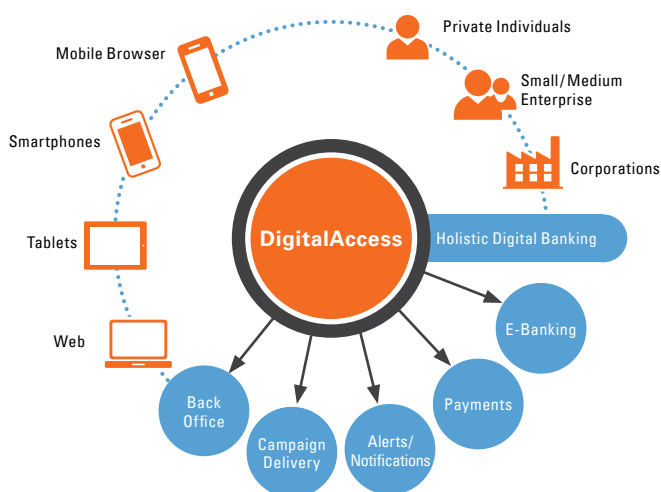 Private Individuals
Mobile Browser
Small/Medium
Enterprise
Smartphones
Corporations
DigitalAccess
Holistic Digital Banking
Tablets
E-Banking
Web
Back
Office
Campaign
Delivery
Alerts/
Notifications
Payments